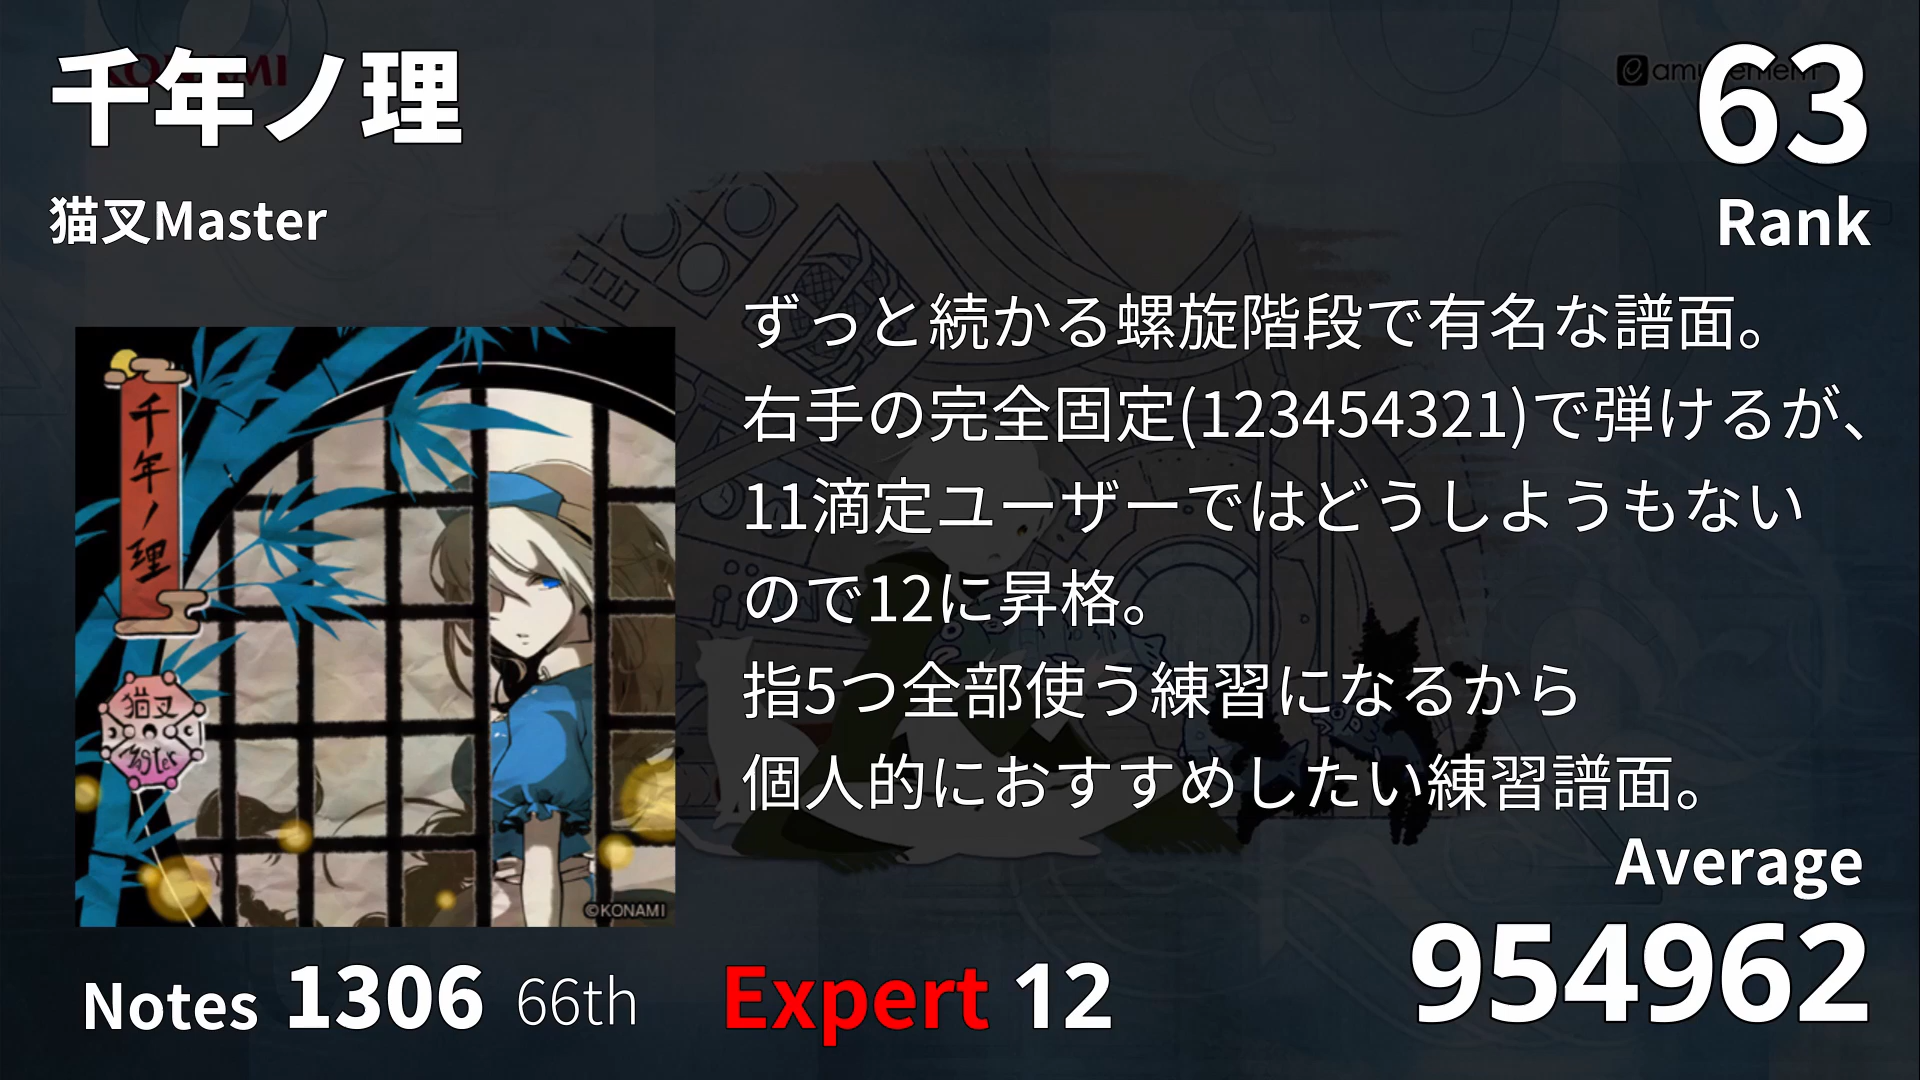 千年ノ理
KONAMI
63
Rank
猫叉Master
ずっと続かる螺旋階段で有名な譜面。
右手の完全固定(123454321)で弾けるが、
11滴定ユーザーではどうしようもない
ので12に昇格。
指5つ全部使う練習になるから
個人的におすすめしたい練習譜面。
千年ノ理
猫叉
Master
©KONAMI
Average
954962
Notes 1306 66th
Expert 12